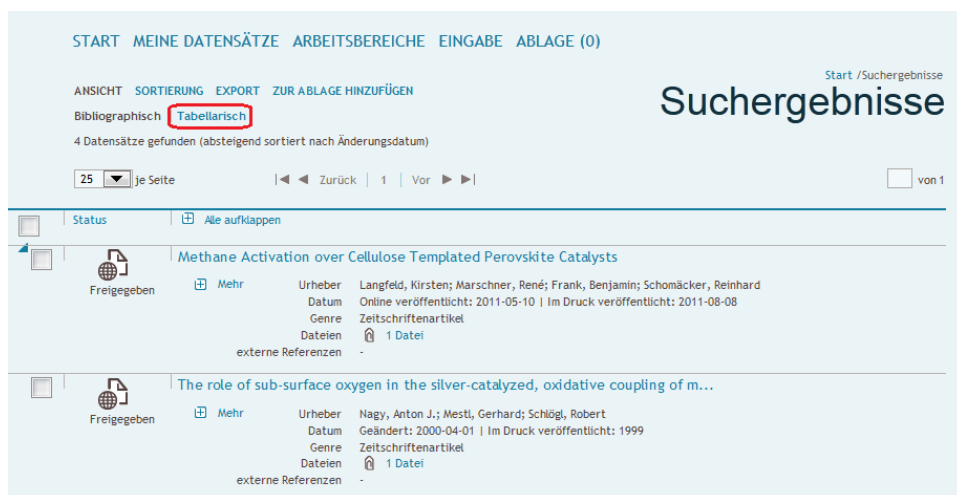 START MEINE DATENSÄTZE ARBEITSBEREICHE EINGABE ABLAGE (0)
Start /Suchergebnisse
Suchergebnisse
ANSICHT SORTIERUNG EXPORT ZUR ABLAGE HINZUFÜGEN
Bibliographisch Tabellarisch
4 Datensätze gefunden (absteigend sortiert nach Änderungsdatum)
25 je Seite Zurück 1 Vor von 1
Status Alle aufklappen
Methane Activation over Cellulose Templated Perovskite Catalysts
Freigegeben
Mehr Urheber Langfeld, Kirsten; Marschner, René; Frank, Benjamin; Schomäcker, Reinhard
Datum Online veröffentlicht: 2011-05-10 | Im Druck veröffentlicht: 2011-08-08
Genre Zeitschriftenartikel
Dateien 1 Datei
externe Referenzen -
The role of sub-surface oxygen in the silver-catalyzed, oxidative coupling of m...
Freigegeben
Mehr Urheber Nagy, Anton J.; Mestl, Gerhard; Schlögl, Robert
Datum Geändert: 2000-04-01 | Im Druck veröffentlicht: 1999
Genre Zeitschriftenartikel
Dateien 1 Datei
externe Referenzen -